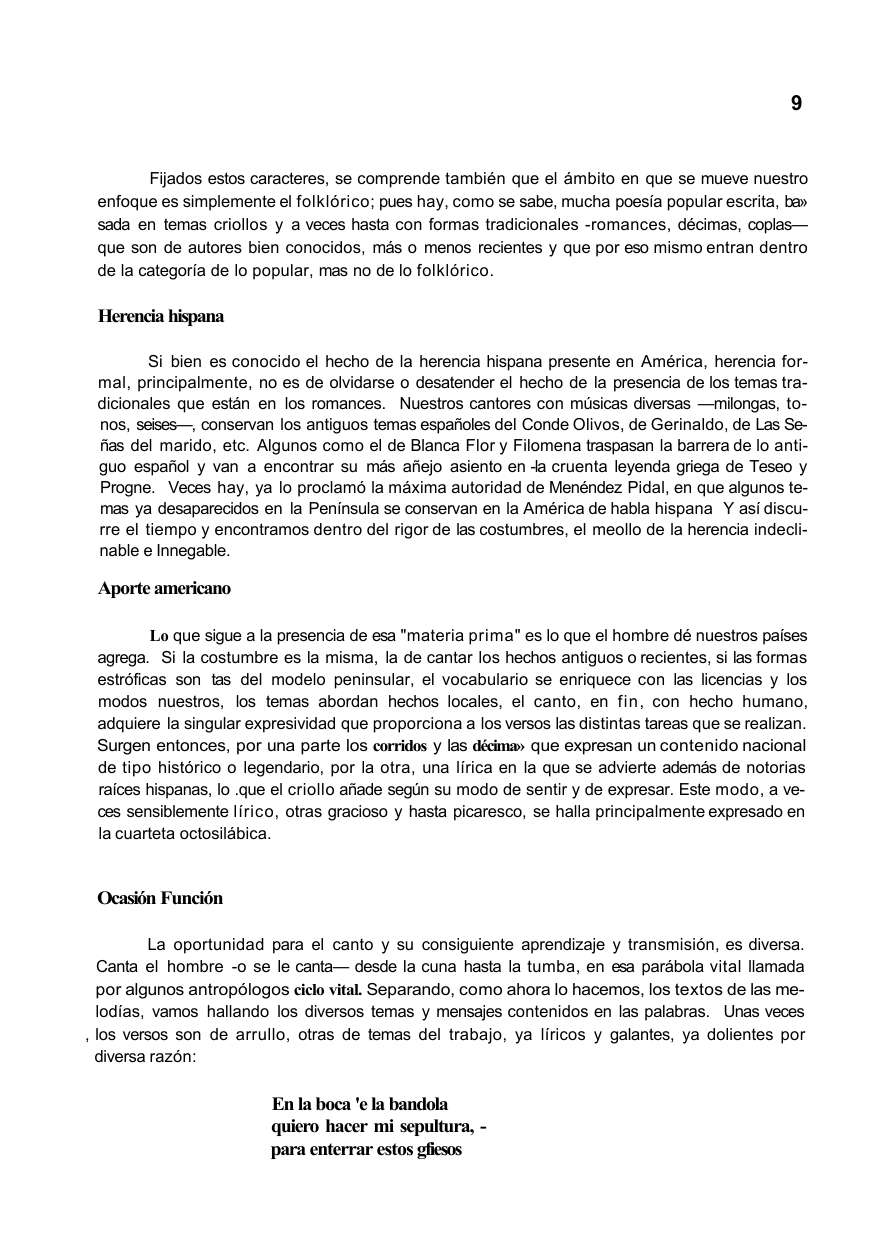 9
Fijados estos caracteres, se comprende también que el ámbito en que se mueve nuestro
enfoque es simplemente el folklórico; pues hay, como se sabe, mucha poesía popular escrita, ba»
sada en temas criollos y a veces hasta con formas tradicionales -romances, décimas, coplas—
que son de autores bien conocidos, más o menos recientes y que por eso mismo entran dentro
de la categoría de lo popular, mas no de lo folklórico.
Herencia hispana
Si bien es conocido el hecho de la herencia hispana presente en América, herencia for-
mal, principalmente, no es de olvidarse o desatender el hecho de la presencia de los temas tra-
dicionales que están en los romances. Nuestros cantores con músicas diversas —milongas, to-
nos, seises—, conservan los antiguos temas españoles del Conde Olivos, de Gerinaldo, de Las Se-
ñas del marido, etc. Algunos como el de Blanca Flor y Filomena traspasan la barrera de lo anti-
guo español y van a encontrar su más añejo asiento en -la cruenta leyenda griega de Teseo y
Progne. Veces hay, ya lo proclamó la máxima autoridad de Menéndez Pidal, en que algunos te-
mas ya desaparecidos en la Península se conservan en la América de habla hispana Y así discu-
rre el tiempo y encontramos dentro del rigor de las costumbres, el meollo de la herencia indecli-
nable e Innegable.
Aporte americano
Lo que sigue a la presencia de esa "materia prima" es lo que el hombre dé nuestros países
agrega. Si la costumbre es la misma, la de cantar los hechos antiguos o recientes, si las formas
estróficas son tas del modelo peninsular, el vocabulario se enriquece con las licencias y los
modos nuestros, los temas abordan hechos locales, el canto, en fin, con hecho humano,
adquiere la singular expresividad que proporciona a los versos las distintas tareas que se realizan.
Surgen entonces, por una parte los corridos y las décima» que expresan un contenido nacional
de tipo histórico o legendario, por la otra, una lírica en la que se advierte además de notorias
raíces hispanas, lo .que el criollo añade según su modo de sentir y de expresar. Este modo, a ve-
ces sensiblemente lírico, otras gracioso y hasta picaresco, se halla principalmente expresado en
la cuarteta octosilábica.
Ocasión Función
La oportunidad para el canto y su consiguiente aprendizaje y transmisión, es diversa.
Canta el hombre -o se le canta— desde la cuna hasta la tumba, en esa parábola vital llamada
por algunos antropólogos ciclo vital. Separando, como ahora lo hacemos, los textos de las me-
lodías, vamos hallando los diversos temas y mensajes contenidos en las palabras. Unas veces
, los versos son de arrullo, otras de temas del trabajo, ya líricos y galantes, ya dolientes por
diversa razón:
En la boca 'e la bandola
quiero hacer mi sepultura, -
para enterrar estos gfiesos